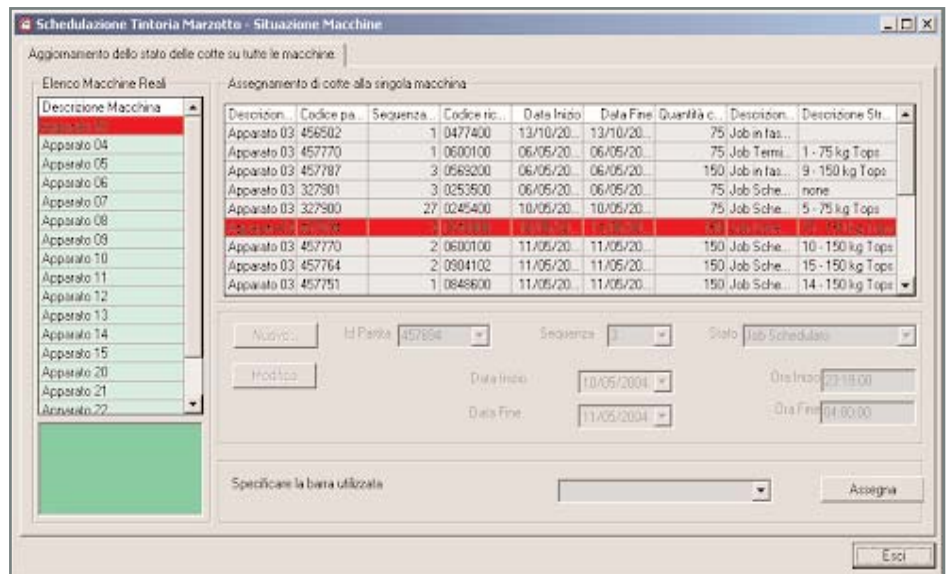 Schedulazione Tintoria Marzotto - Situazione Macchine
Aggiornamento dello stato delle cotte su tutte le macchine
Elenco Macchine Reali
Descrizione Macchina
Apparato 04
Apparato 05
Apparato 06
Apparato 07
Apparato 08
Apparato 09
Apparato 10
Apparato 11
Apparato 12
Apparato 13
Apparato 14
Apparato 15
Apparato 20
Apparato 21
Apparato 22
Assegnamento di cotte alla singola macchina
Descrizion... Codice pa... Sequenza... Codice ric... Data Inizio Data Fine Quantità c... Descrizion... Descrizione Str...
Apparato 03 456502 1 0477400 13/10/20... 13/10/20... 75 Job in fas...
Apparato 03 457770 1 0600100 06/05/20... 06/05/20... 75 Job Termi... 1 - 75 kg Tops
Apparato 03 457787 3 0569200 06/05/20... 06/05/20... 150 Job in fas... 9 - 150 kg Tops
Apparato 03 327901 3 0253500 06/05/20... 06/05/20... 75 Job Sche... none
Apparato 03 327900 27 0245400 10/05/20... 10/05/20... 75 Job Sche... 5 - 75 kg Tops
Apparato 03 457770 2 0600100 11/05/20... 11/05/20... 150 Job Sche... 10 - 150 kg Tops
Apparato 03 457764 2 0904102 11/05/20... 11/05/20... 150 Job Sche... 15 - 150 kg Tops
Apparato 03 457751 1 0848600 11/05/20... 11/05/20... 150 Job Sche... 14 - 150 kg Tops
Nuovo... Id Partita 457894 Sequenza 3 Stato Job Schedulato
Modifica Data Inizio 10/05/2004 Ora Inizio 23:18:00
Data Fine 11/05/2004 Ora Fine 04:00:00
Specificare la barra utilizzata Assegna
Esci